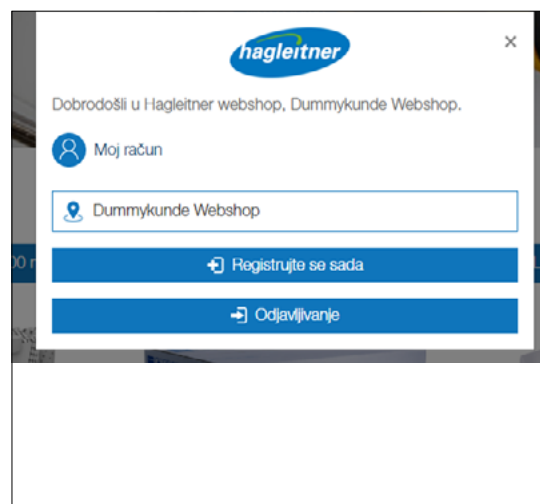 hagleitner
Dobrodošli u Hagleitner webshop, Dummykunde Webshop.
Moj račun
Dummykunde Webshop
Registrujte se sada
Odjavljivanje